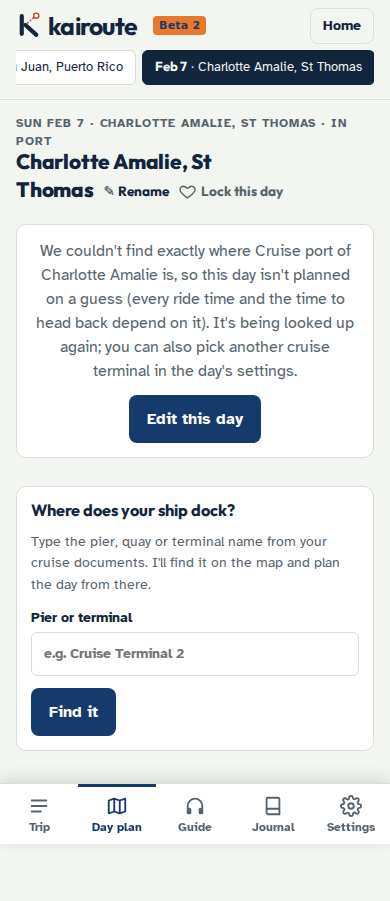 kairoute Beta 2 Home
Juan, Puerto Rico Feb 7 · Charlotte Amalie, St Thomas
SUN FEB 7 · CHARLOTTE AMALIE, ST THOMAS · IN
PORT
Charlotte Amalie, St
Thomas ✎ Rename Lock this day
We couldn't find exactly where Cruise port of
Charlotte Amalie is, so this day isn't planned
on a guess (every ride time and the time to
head back depend on it). It's being looked up
again; you can also pick another cruise
terminal in the day's settings.
Edit this day
Where does your ship dock?
Type the pier, quay or terminal name from your
cruise documents. I'll find it on the map and plan
the day from there.
Pier or terminal
e.g. Cruise Terminal 2
Find it
Trip Day plan Guide Journal Settings